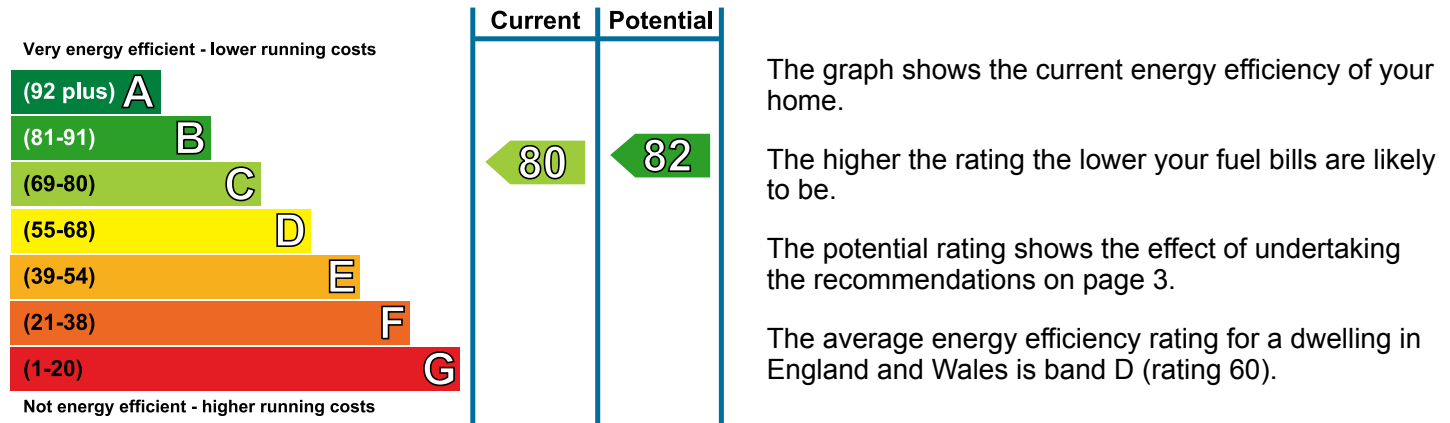 Current Potential
Very energy efficient - lower running costs
(92 plus) A
(81-91) B
(69-80) C
(55-68) D
(39-54) E
(21-38) F
(1-20) G
Not energy efficient - higher running costs
80
82
The graph shows the current energy efficiency of your
home.
The higher the rating the lower your fuel bills are likely
to be.
The potential rating shows the effect of undertaking
the recommendations on page 3.
The average energy efficiency rating for a dwelling in
England and Wales is band D (rating 60).